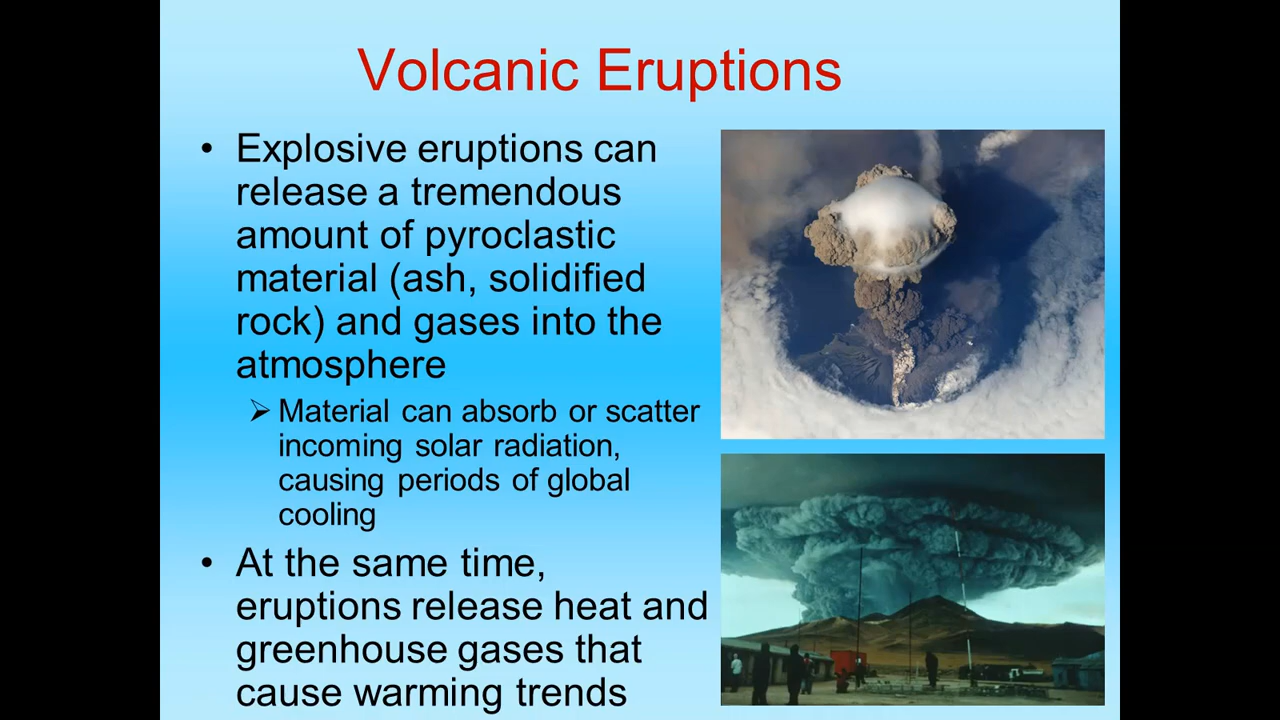 Volcanic Eruptions
• Explosive eruptions can
release a tremendous
amount of pyroclastic
material (ash, solidified
rock) and gases into the
atmosphere
➢ Material can absorb or scatter
incoming solar radiation,
causing periods of global
cooling
• At the same time,
eruptions release heat and
greenhouse gases that
cause warming trends